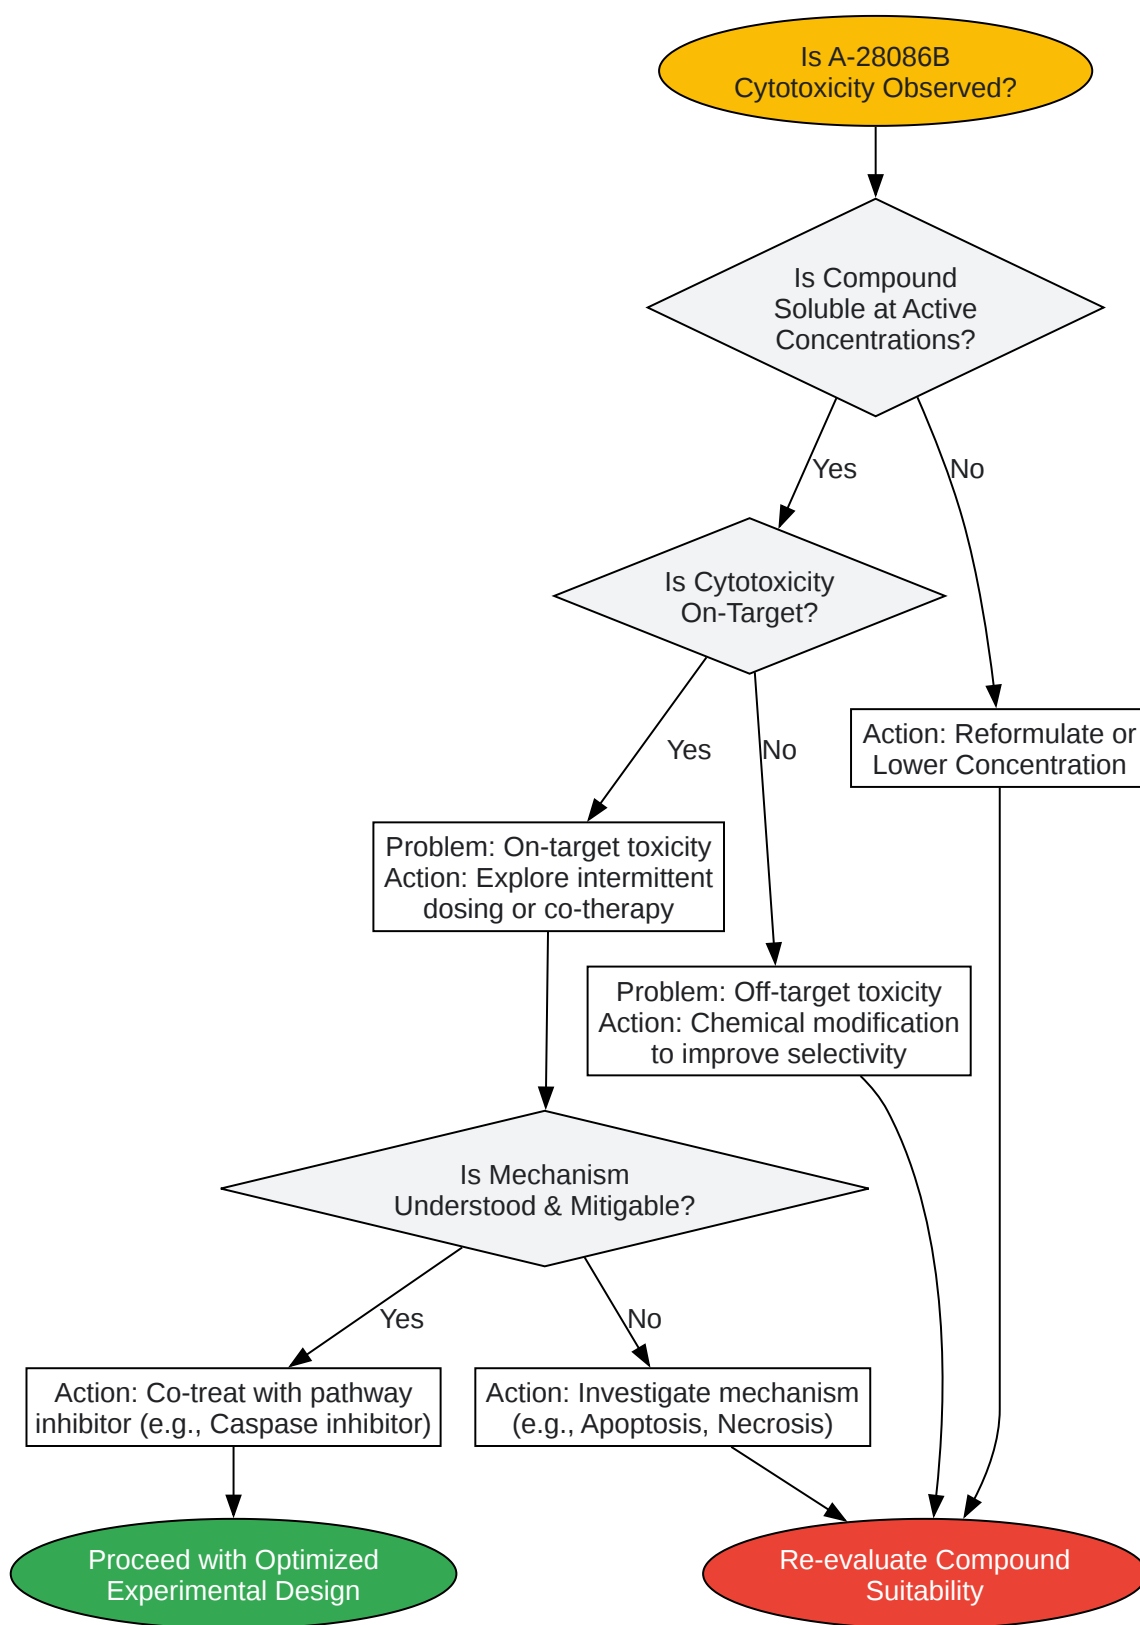 Is A-28086B
Cytotoxicity Observed?
Is Compound
Soluble at Active
Concentrations?
Yes
No
Is Cytotoxicity
On-Target?
Yes
No
Action: Reformulate or
Lower Concentration
Problem: On-target toxicity
Action: Explore intermittent
dosing or co-therapy
Problem: Off-target toxicity
Action: Chemical modification
to improve selectivity
Is Mechanism
Understood & Mitigable?
Yes
No
Action: Co-treat with pathway
inhibitor (e.g., Caspase inhibitor)
Action: Investigate mechanism
(e.g., Apoptosis, Necrosis)
Proceed with Optimized
Experimental Design
Re-evaluate Compound
Suitability